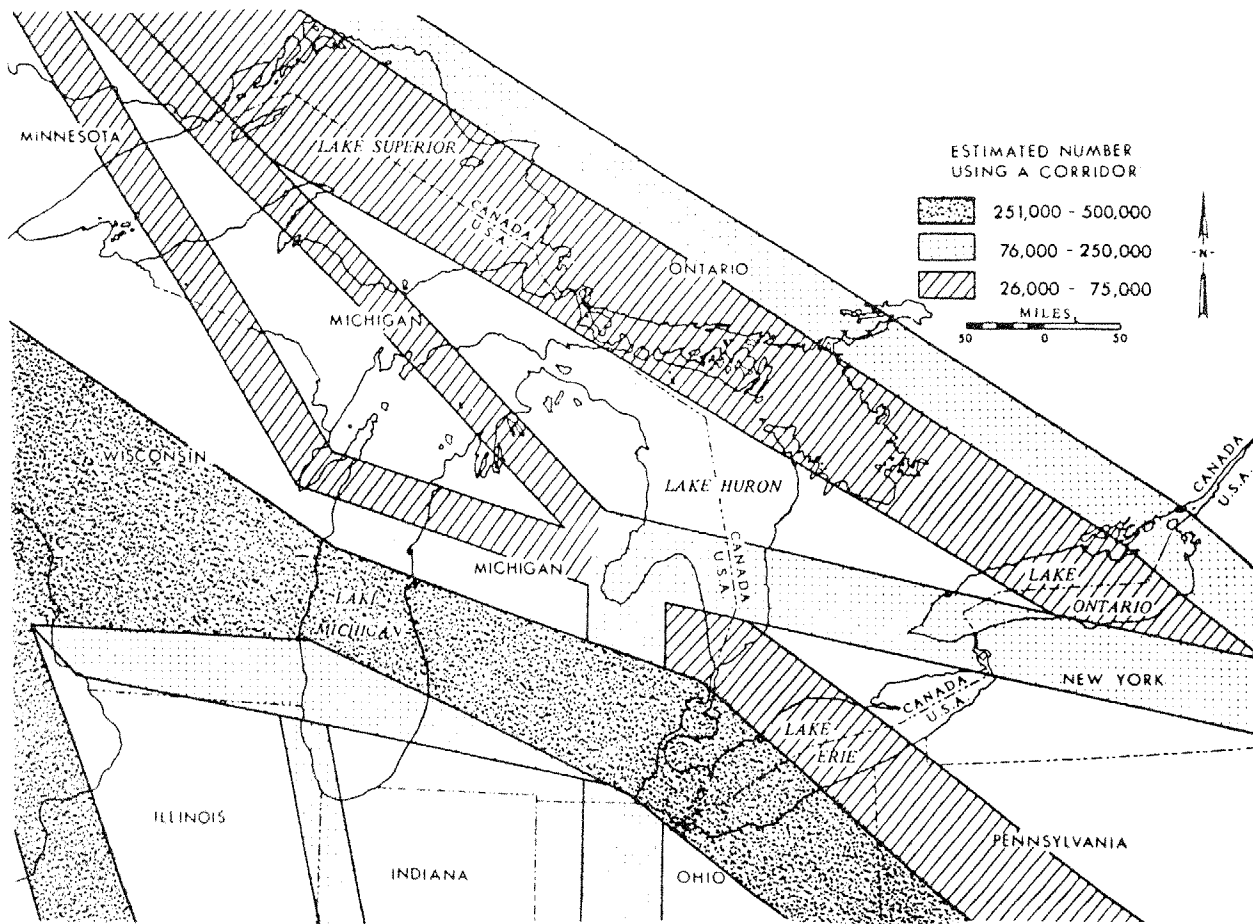 MINNESOTA
LAKE SUPERIOR
CANADA
U.S.A.
ONTARIO
MICHIGAN
ESTIMATED NUMBER
USING A CORRIDOR
251,000 - 500,000
76,000 - 250,000
26,000 - 75,000
-N-
MILES
50 0 50
WISCONSIN
LAKE HURON
CANADA
U.S.A.
CANADA
U.S.A.
MICHIGAN
LAKE
MICHIGAN
LAKE
ONTARIO
NEW YORK
CANADA
U.S.A.
LAKE
ERIE
ILLINOIS
INDIANA
OHIO
PENNSYLVANIA